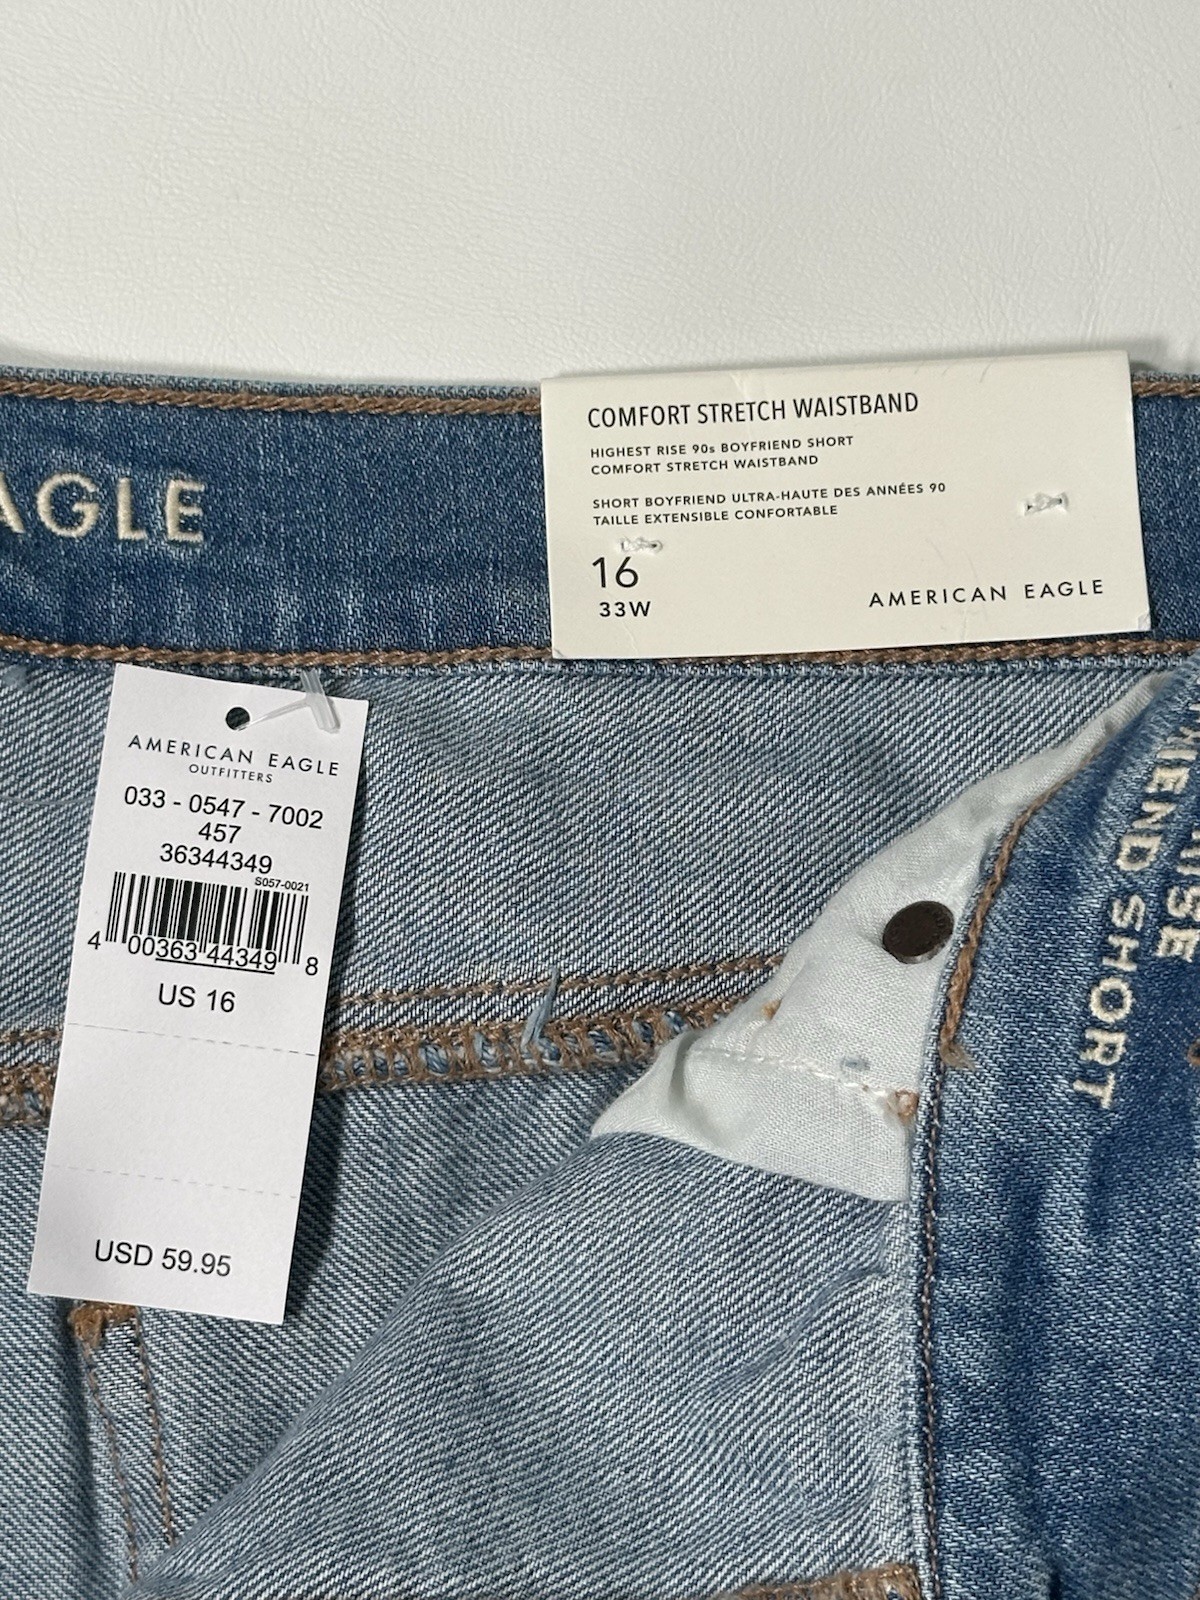 AGLE
COMFORT STRETCH WAISTBAND
HIGHEST RISE 90s BOYFRIEND SHORT
COMFORT STRETCH WAISTBAND
SHORT BOYFRIEND ULTRA-HAUTE DES ANNÉES 90
TAILLE EXTENSIBLE CONFORTABLE
16
33W
AMERICAN EAGLE
AMERICAN EAGLE
OUTFITTERS
033 - 0547 - 7002
457
36344349
S057-0021
4 00363 44349 8
US 16
USD 59.95
RISE
RIEND SHORT